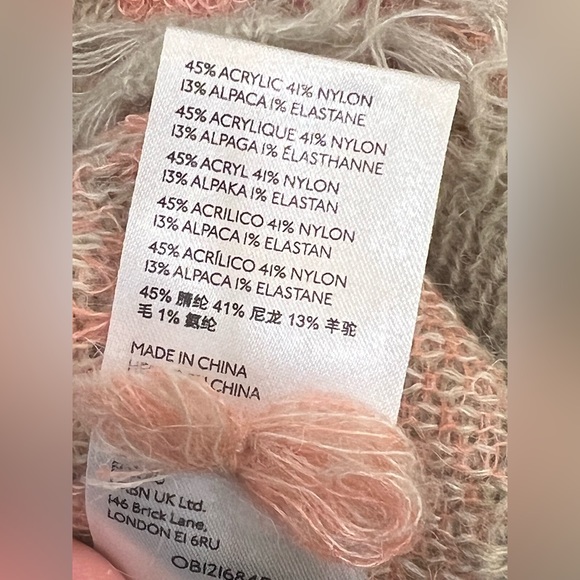 45% ACRYLIC 41% NYLON
13% ALPACA 1% ELASTANE
45% ACRYLIQUE 41% NYLON
13% ALPAGA 1% ÉLASTHANNE
45% ACRYL 41% NYLON
13% ALPAKA 1% ELASTAN
45% ACRILICO 41% NYLON
13% ALPACA 1% ELASTAN
45% ACRÍLICO 41% NYLON
13% ALPACA 1% ELASTANE
45% 腈纶 41% 尼龙 13% 羊驼
毛 1% 氨纶
MADE IN CHINA
CHINA
UK Ltd.
146 Brick Lane,
LONDON E1 6RU